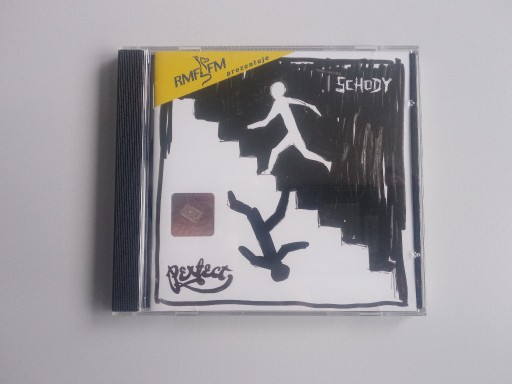 RMF FM
prezentuje
SCHODY
Perfect